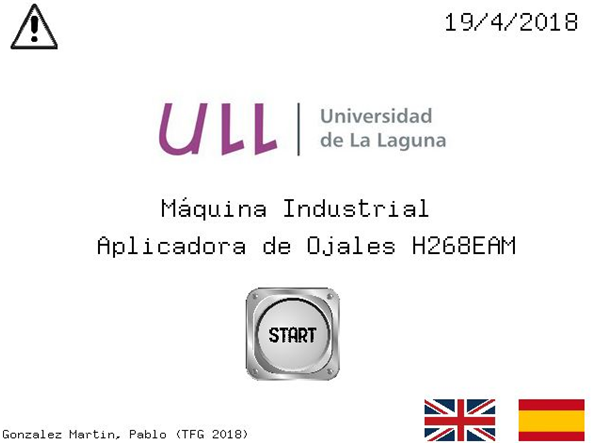 19/4/2018
ULL
Universidad
de La Laguna
Máquina Industrial
Aplicadora de Ojales H268EAM
START
Gonzalez Martin, Pablo (TFG 2018)